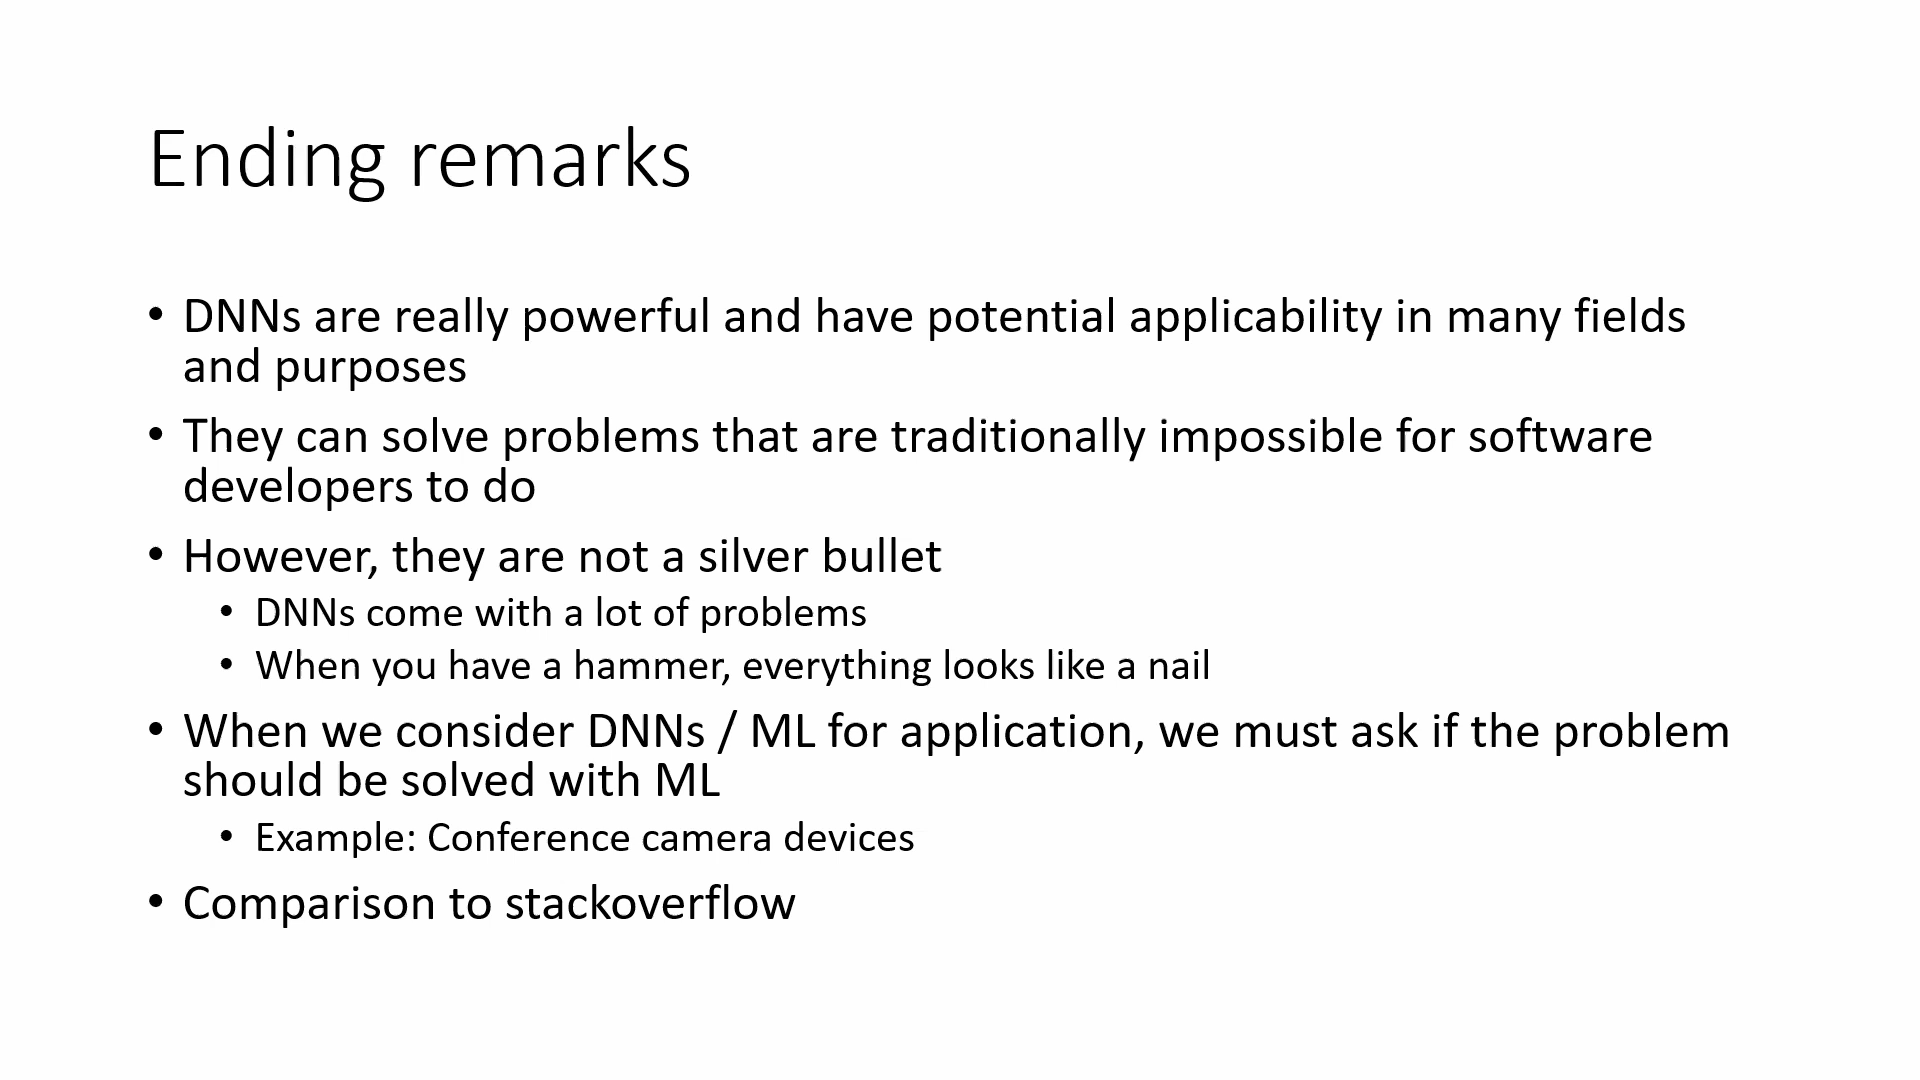 Ending remarks
• DNNs are really powerful and have potential applicability in many fields
and purposes
• They can solve problems that are traditionally impossible for software
developers to do
• However, they are not a silver bullet
• DNNs come with a lot of problems
• When you have a hammer, everything looks like a nail
• When we consider DNNs / ML for application, we must ask if the problem
should be solved with ML
• Example: Conference camera devices
• Comparison to stackoverflow